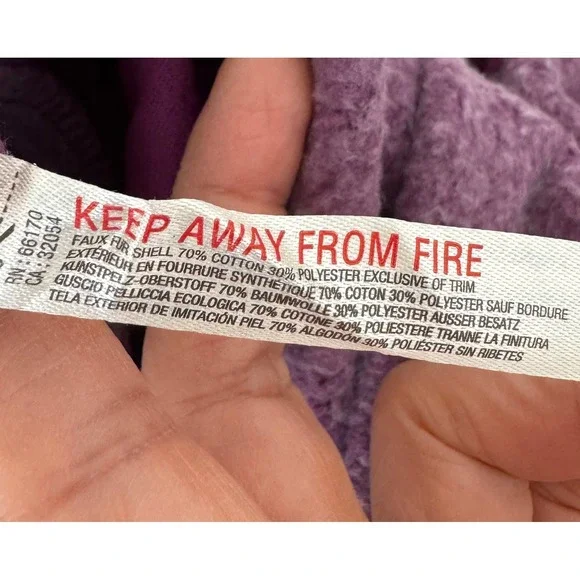 RN : 66170
CA : 32054
KEEP AWAY FROM FIRE
FAUX FUR SHELL 70% COTTON 30% POLYESTER EXCLUSIVE OF TRIM
EXTÉRIEUR EN FOURRURE SYNTHÉTIQUE 70% COTON 30% POLYESTER SAUF BORDURE
KUNSTPELZ-OBERSTOFF 70% BAUMWOLLE 30% POLYESTER AUSSER BESATZ
GUSCIO PELLICCIA ECOLOGICA 70% COTONE 30% POLIESTERE TRANNE LA FINITURA
TELA EXTERIOR DE IMITACIÓN PIEL 70% ALGODÓN 30% POLIÉSTER SIN RIBETES